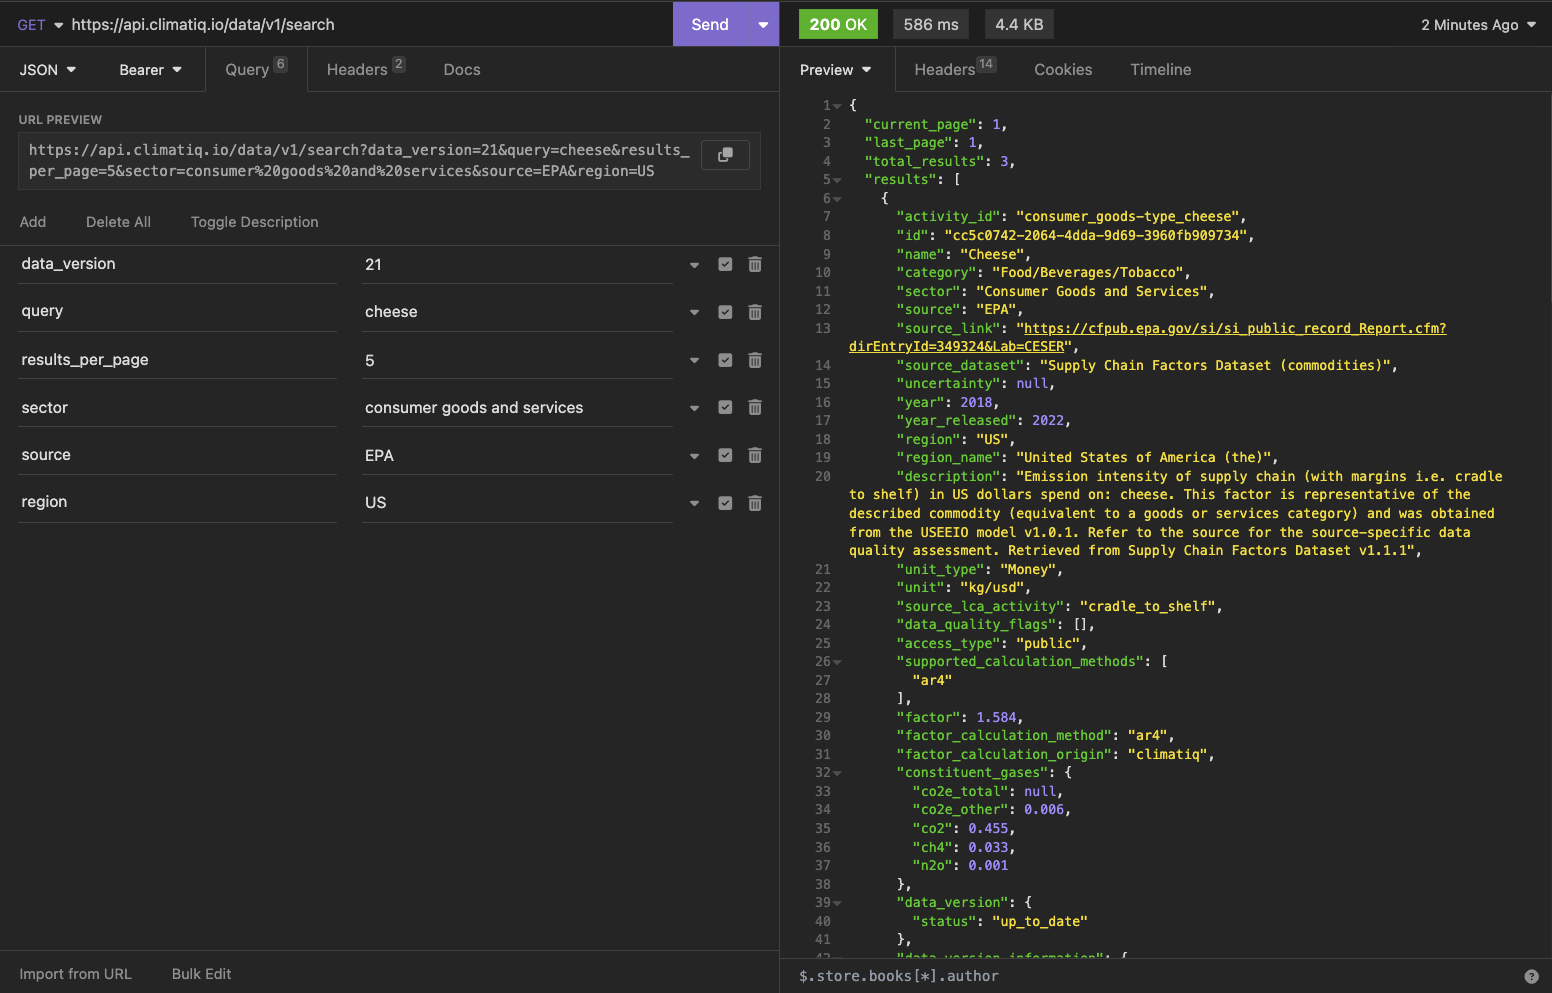 GET https://api.climatiq.io/data/v1/search Send
JSON Bearer Query 6 Headers 2 Docs
URL PREVIEW
https://api.climatiq.io/data/v1/search?data_version=21&query=cheese&results_
per_page=5&sector=consumer%20goods%20and%20services&source=EPA&region=US
Add Delete All Toggle Description
data_version 21
query cheese
results_per_page 5
sector consumer goods and services
source EPA
region US
Import from URL Bulk Edit
200 OK 586 ms 4.4 KB 2 Minutes Ago
Preview Headers 14 Cookies Timeline
1 {
2 "current_page": 1,
3 "last_page": 1,
4 "total_results": 3,
5 "results": [
6 {
7 "activity_id": "consumer_goods-type_cheese",
8 "id": "cc5c0742-2064-4dda-9d69-3960fb909734",
9 "name": "Cheese",
10 "category": "Food/Beverages/Tobacco",
11 "sector": "Consumer Goods and Services",
12 "source": "EPA",
13 "source_link": "https://cfpub.epa.gov/si/si_public_record_Report.cfm?
dirEntryId=349324&Lab=CESER",
14 "source_dataset": "Supply Chain Factors Dataset (commodities)",
15 "uncertainty": null,
16 "year": 2018,
17 "year_released": 2022,
18 "region": "US",
19 "region_name": "United States of America (the)",
20 "description": "Emission intensity of supply chain (with margins i.e. cradle
to shelf) in US dollars spend on: cheese. This factor is representative of the
described commodity (equivalent to a goods or services category) and was obtained
from the USEEIO model v1.0.1. Refer to the source for the source-specific data
quality assessment. Retrieved from Supply Chain Factors Dataset v1.1.1",
21 "unit_type": "Money",
22 "unit": "kg/usd",
23 "source_lca_activity": "cradle_to_shelf",
24 "data_quality_flags": [],
25 "access_type": "public",
26 "supported_calculation_methods": [
27 "ar4"
28 ],
29 "factor": 1.584,
30 "factor_calculation_method": "ar4",
31 "factor_calculation_origin": "climatiq",
32 "constituent_gases": {
33 "co2e_total": null,
34 "co2e_other": 0.006,
35 "co2": 0.455,
36 "ch4": 0.033,
37 "n2o": 0.001
38 },
39 "data_version": {
40 "status": "up_to_date"
41 },
42 "data_version_information": {
$.store.books[*].author